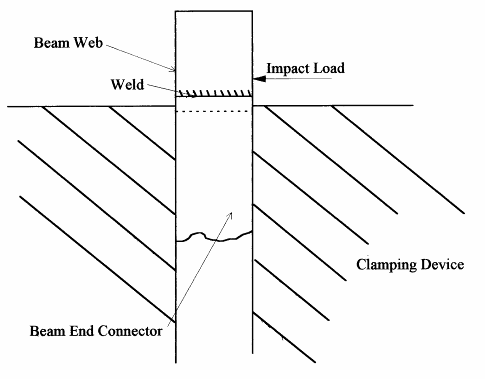 Beam Web
Impact Load
Weld
Clamping Device
Beam End Connector